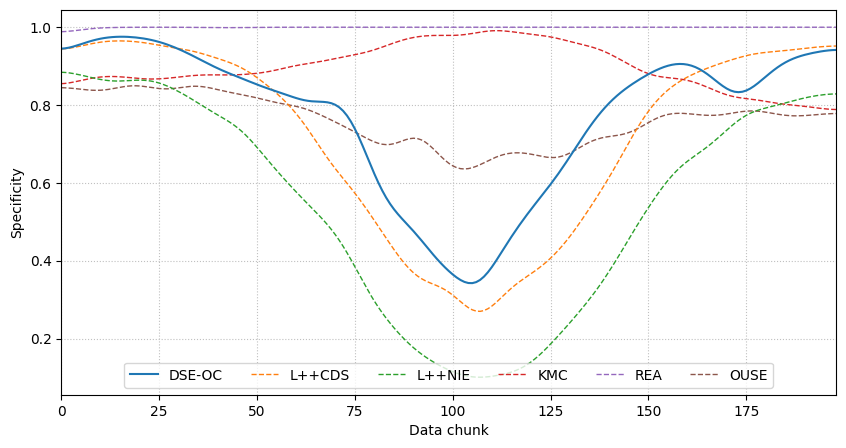 1.0
0.8
0.6
0.4
0.2
Specificity
DSE-OC L++CDS L++NIE KMC REA OUSE
0 25 50 75 100 125 150 175
Data chunk